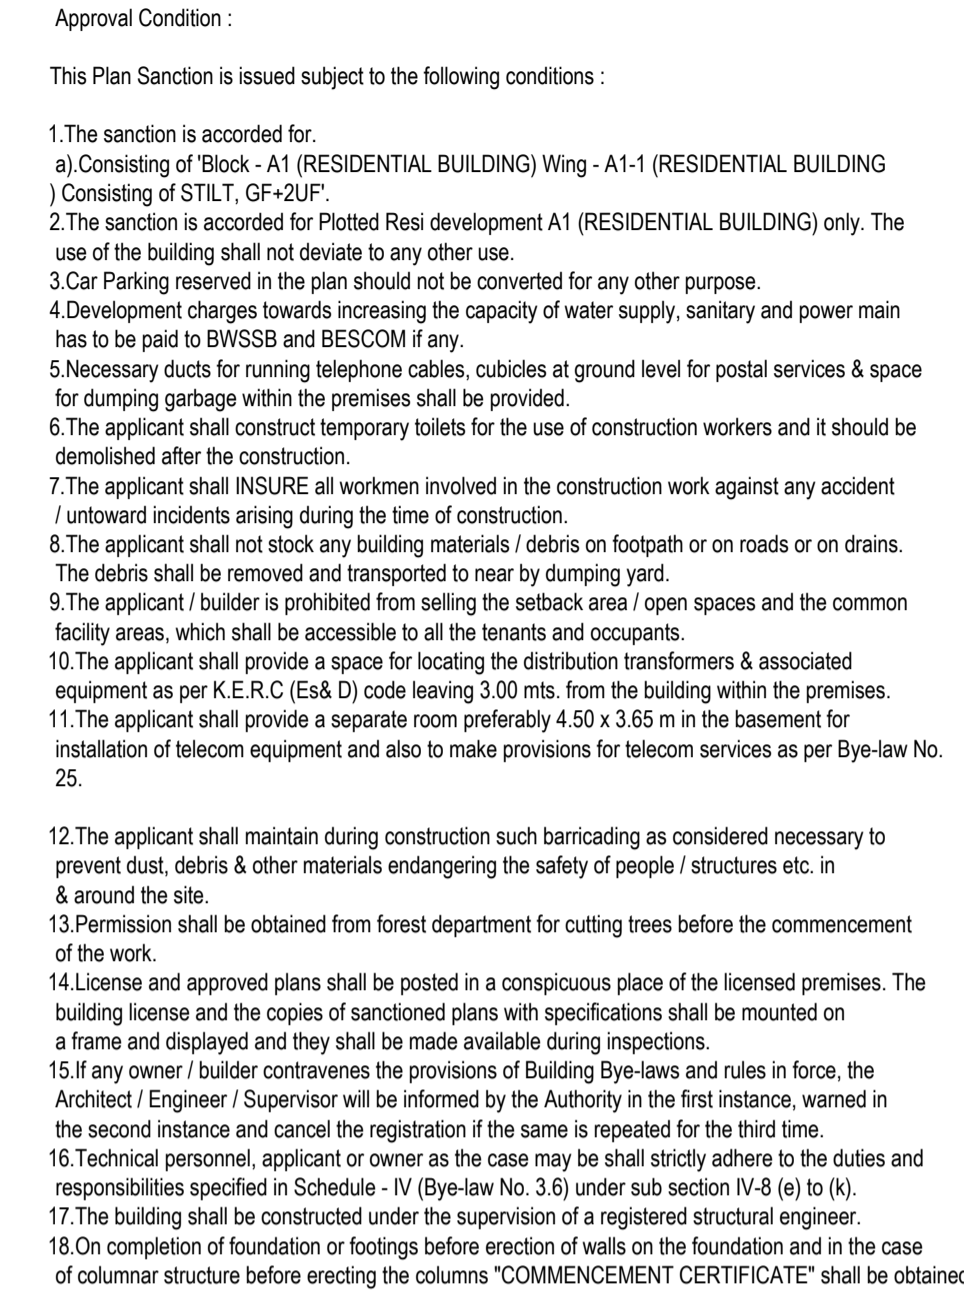 Approval Condition :
This Plan Sanction is issued subject to the following conditions :
1.The sanction is accorded for.
a).Consisting of 'Block - A1 (RESIDENTIAL BUILDING) Wing - A1-1 (RESIDENTIAL BUILDING
) Consisting of STILT, GF+2UF'.
2.The sanction is accorded for Plotted Resi development A1 (RESIDENTIAL BUILDING) only. The
use of the building shall not deviate to any other use.
3.Car Parking reserved in the plan should not be converted for any other purpose.
4.Development charges towards increasing the capacity of water supply, sanitary and power main
has to be paid to BWSSB and BESCOM if any.
5.Necessary ducts for running telephone cables, cubicles at ground level for postal services & space
for dumping garbage within the premises shall be provided.
6.The applicant shall construct temporary toilets for the use of construction workers and it should be
demolished after the construction.
7.The applicant shall INSURE all workmen involved in the construction work against any accident
/ untoward incidents arising during the time of construction.
8.The applicant shall not stock any building materials / debris on footpath or on roads or on drains.
The debris shall be removed and transported to near by dumping yard.
9.The applicant / builder is prohibited from selling the setback area / open spaces and the common
facility areas, which shall be accessible to all the tenants and occupants.
10.The applicant shall provide a space for locating the distribution transformers & associated
equipment as per K.E.R.C (Es& D) code leaving 3.00 mts. from the building within the premises.
11.The applicant shall provide a separate room preferably 4.50 x 3.65 m in the basement for
installation of telecom equipment and also to make provisions for telecom services as per Bye-law No.
25.
12.The applicant shall maintain during construction such barricading as considered necessary to
prevent dust, debris & other materials endangering the safety of people / structures etc. in
& around the site.
13.Permission shall be obtained from forest department for cutting trees before the commencement
of the work.
14.License and approved plans shall be posted in a conspicuous place of the licensed premises. The
building license and the copies of sanctioned plans with specifications shall be mounted on
a frame and displayed and they shall be made available during inspections.
15.If any owner / builder contravenes the provisions of Building Bye-laws and rules in force, the
Architect / Engineer / Supervisor will be informed by the Authority in the first instance, warned in
the second instance and cancel the registration if the same is repeated for the third time.
16.Technical personnel, applicant or owner as the case may be shall strictly adhere to the duties and
responsibilities specified in Schedule - IV (Bye-law No. 3.6) under sub section IV-8 (e) to (k).
17.The building shall be constructed under the supervision of a registered structural engineer.
18.On completion of foundation or footings before erection of walls on the foundation and in the case
of columnar structure before erecting the columns "COMMENCEMENT CERTIFICATE" shall be obtained